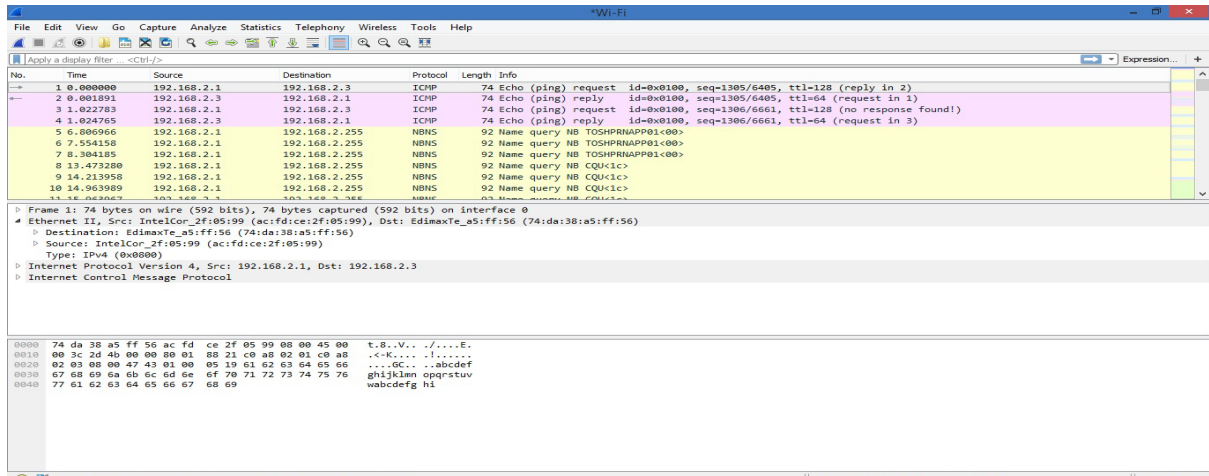 *Wi-Fi
File Edit View Go Capture Analyze Statistics Telephony Wireless Tools Help
Apply a display filter ... <Ctrl-/> Expression... +
No. Time Source Destination Protocol Length Info
1 0.000000 192.168.2.1 192.168.2.3 ICMP 74 Echo (ping) request id=0x0100, seq=1305/6405, ttl=128 (reply in 2)
2 0.001891 192.168.2.3 192.168.2.1 ICMP 74 Echo (ping) reply id=0x0100, seq=1305/6405, ttl=64 (request in 1)
3 1.022783 192.168.2.1 192.168.2.3 ICMP 74 Echo (ping) request id=0x0100, seq=1306/6661, ttl=128 (no response found!)
4 1.024765 192.168.2.3 192.168.2.1 ICMP 74 Echo (ping) reply id=0x0100, seq=1306/6661, ttl=64 (request in 3)
5 6.806966 192.168.2.1 192.168.2.255 NBNS 92 Name query NB TOSHPRNAPP01<00>
6 7.554158 192.168.2.1 192.168.2.255 NBNS 92 Name query NB TOSHPRNAPP01<00>
7 8.304185 192.168.2.1 192.168.2.255 NBNS 92 Name query NB TOSHPRNAPP01<00>
8 13.473280 192.168.2.1 192.168.2.255 NBNS 92 Name query NB CQU<1c>
9 14.213958 192.168.2.1 192.168.2.255 NBNS 92 Name query NB CQU<1c>
10 14.963989 192.168.2.1 192.168.2.255 NBNS 92 Name query NB CQU<1c>
Frame 1: 74 bytes on wire (592 bits), 74 bytes captured (592 bits) on interface 0
Ethernet II, Src: IntelCor_2f:05:99 (ac:fd:ce:2f:05:99), Dst: EdimaxTe_a5:ff:56 (74:da:38:a5:ff:56)
Destination: EdimaxTe_a5:ff:56 (74:da:38:a5:ff:56)
Source: IntelCor_2f:05:99 (ac:fd:ce:2f:05:99)
Type: IPv4 (0x0800)
Internet Protocol Version 4, Src: 192.168.2.1, Dst: 192.168.2.3
Internet Control Message Protocol
0000 74 da 38 a5 ff 56 ac fd ce 2f 05 99 08 00 45 00 t.8..V.. ./....E.
0010 00 3c 2d 4b 00 00 80 01 88 21 c0 a8 02 01 c0 a8 .<-K.... .!......
0020 02 03 08 00 47 43 01 00 05 19 61 62 63 64 65 66 ....GC.. ..abcdef
0030 67 68 69 6a 6b 6c 6d 6e 6f 70 71 72 73 74 75 76 ghijklmn opqrstuv
0040 77 61 62 63 64 65 66 67 68 69 wabcdefg hi